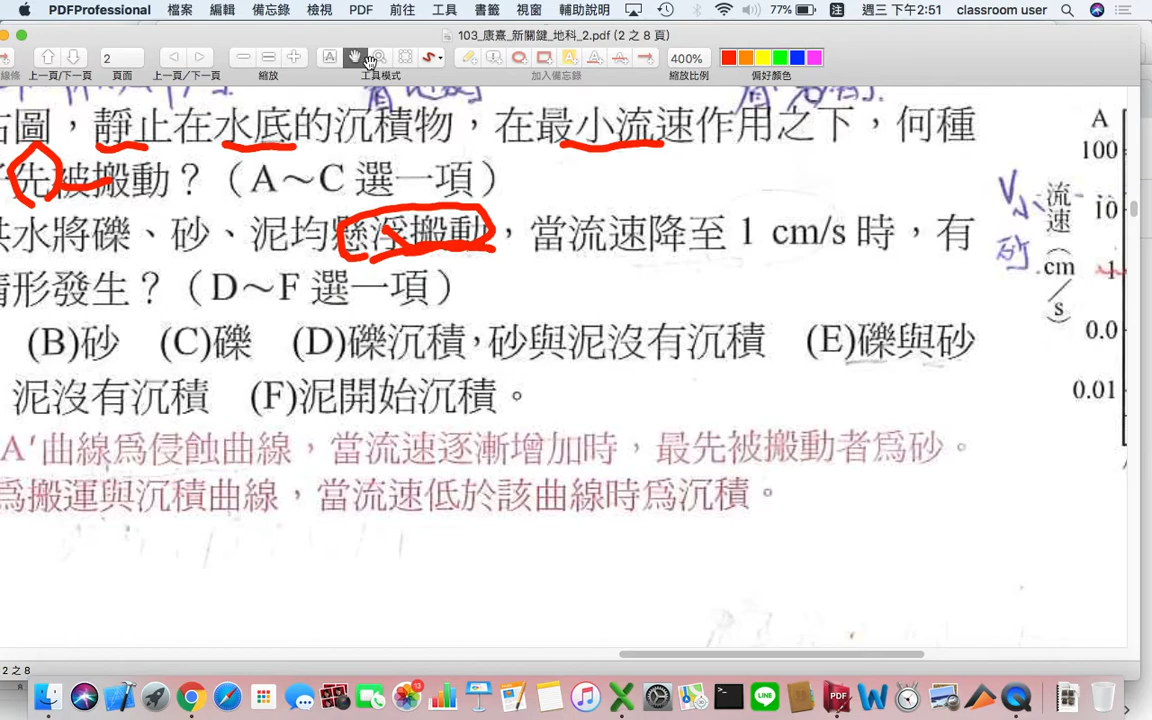 PDFProfessional 檔案 編輯 備忘錄 檢視 PDF 前往 工具 書籤 視窗 輔助說明 77% 注 週三 下午2:51 classroom user
103_康熹_新關鍵_地科_2.pdf (2 之 8 頁)
2 400%
線條 上一頁/下一頁 頁面 上一頁/下一頁 縮放 工具模式 加入備忘錄 縮放比例 偏好顏色
右圖，靜止在水底的沉積物，在最小流速作用之下，何種
先被搬動？（A～C 選一項）
洪水將礫、砂、泥均懸浮搬動，當流速降至 1 cm/s 時，有
情形發生？（D～F 選一項）
(B)砂 (C)礫 (D)礫沉積，砂與泥沒有沉積 (E)礫與砂
泥沒有沉積 (F)泥開始沉積。
A′曲線為侵蝕曲線，當流速逐漸增加時，最先被搬動者為砂。
為搬運與沉積曲線，當流速低於該曲線時為沉積。
A
100
10
1
0.0
0.01
流速（cm/s）
V小
砂
2 之 8 頁